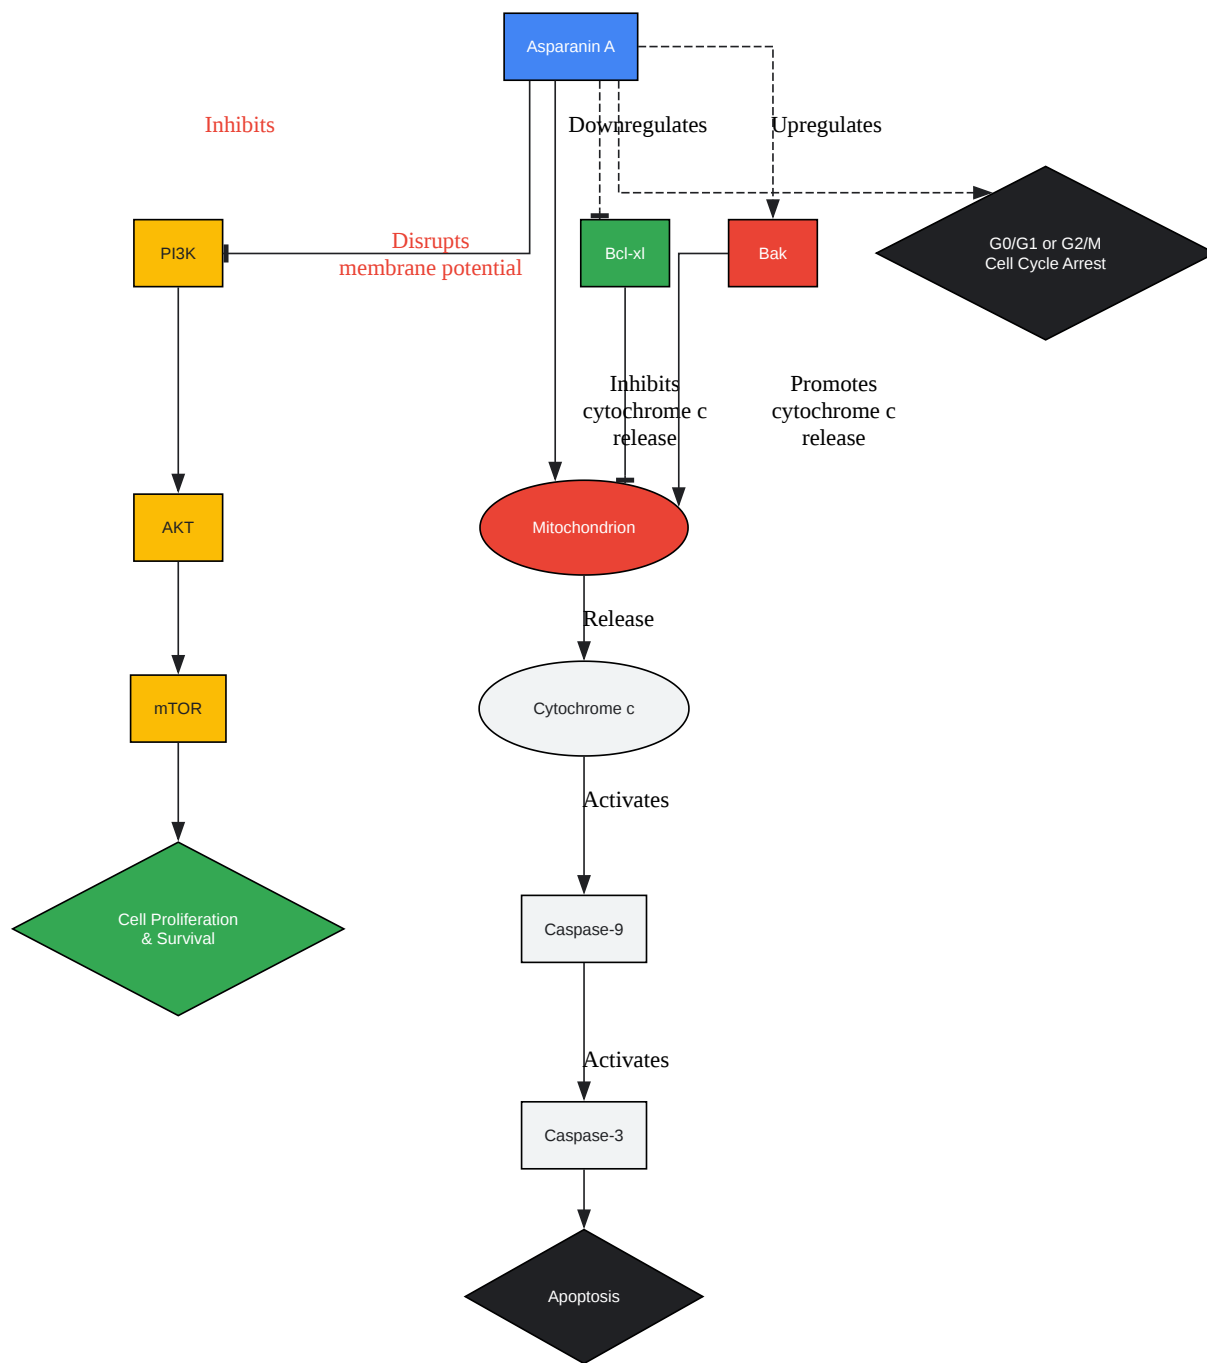 Asparanin A
Inhibits
Downregulates
Upregulates
PI3K
Disrupts
membrane potential
Bcl-xl
Bak
G0/G1 or G2/M
Cell Cycle Arrest
Inhibits
cytochrome c
release
Promotes
cytochrome c
release
AKT
Mitochondrion
Release
mTOR
Cytochrome c
Activates
Cell Proliferation
& Survival
Caspase-9
Activates
Caspase-3
Apoptosis